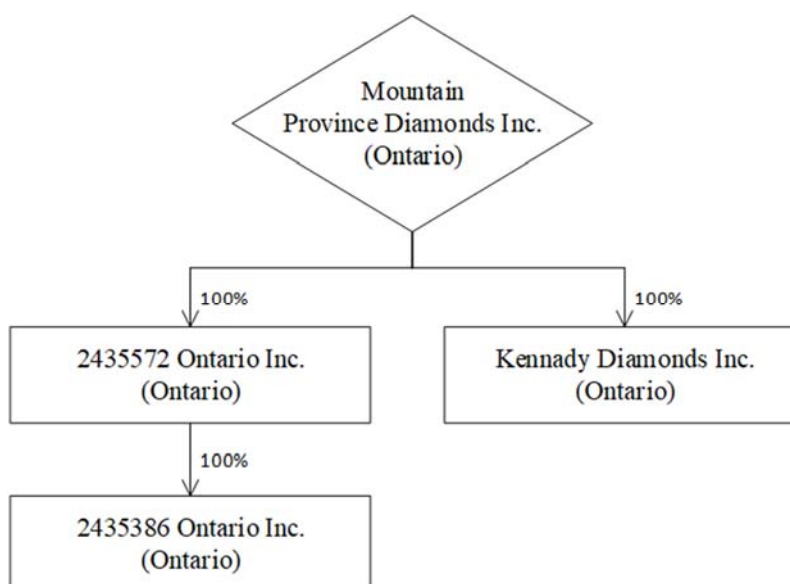 Mountain
Province Diamonds Inc.
(Ontario)
100%
100%
2435572 Ontario Inc.
(Ontario)
Kennady Diamonds Inc.
(Ontario)
100%
2435386 Ontario Inc.
(Ontario)